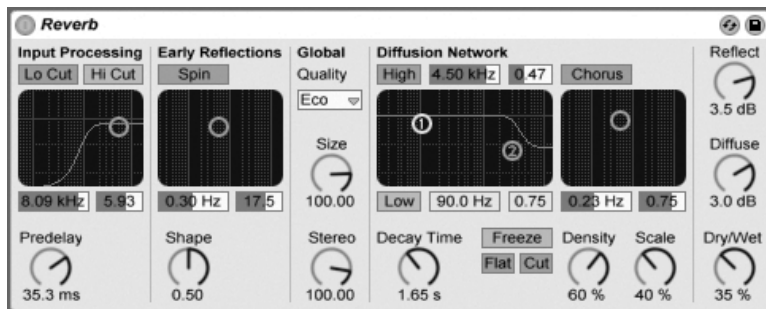 Reverb
Input Processing
Lo Cut Hi Cut
8.09 kHz 5.93
Predelay
35.3 ms
Early Reflections
Spin
0.30 Hz 17.5
Shape
0.50
Global
Quality
Eco
Size
100.00
Stereo
100.00
Diffusion Network
High 4.50 kHz 0.47 Chorus
1
2
Low 90.0 Hz 0.75 0.23 Hz 0.75
Decay Time
1.65 s
Freeze
Flat Cut
Density
60 %
Scale
40 %
Reflect
3.5 dB
Diffuse
3.0 dB
Dry/Wet
35 %